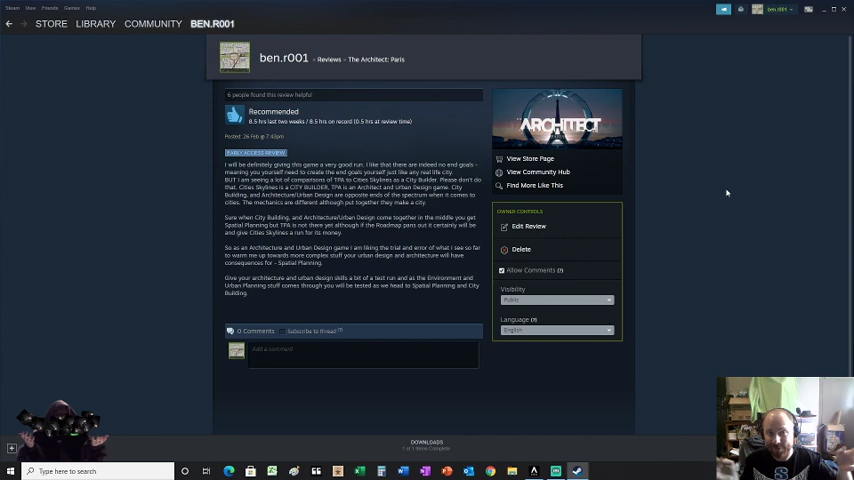 Steam View Friends Games Help
ben.r001
STORE LIBRARY COMMUNITY BEN.R001
ben.r001 » Reviews » The Architect: Paris
6 people found this review helpful
Recommended
8.5 hrs last two weeks / 8.5 hrs on record (0.5 hrs at review time)
Posted: 26 Feb @ 7:43pm
EARLY ACCESS REVIEW
I will be definitely giving this game a very good run. I like that there are indeed no end goals -
meaning you yourself need to create the end goals yourself just like any real life city.
BUT I am seeing a lot of comparisons of TPA to Cities Skylines as a City Builder. Please don't do
that. Cities Skylines is a CITY BUILDER, TPA is an Architect and Urban Design game. City
Building, and Architecture/Urban Design are opposite ends of the spectrum when it comes to
cities. The mechanics are different although put together they make a city.
Sure when City Building, and Architecture/Urban Design come together in the middle you get
Spatial Planning but TPA is not there yet although if the Roadmap pans out it certainly will be
and give Cities Skylines a run for its money.
So as an Architecture and Urban Design game I am liking the trial and error of what I see so far
to warm me up towards more complex stuff your urban design and architecture will have
consequences for - Spatial Planning.
Give your architecture and urban design skills a bit of a test run and as the Environment and
Urban Planning stuff comes through you will be tested as we head to Spatial Planning and City
Building.
0 Comments Subscribe to thread (?)
Add a comment
ARCHITECT
View Store Page
View Community Hub
Find More Like This
OWNER CONTROLS
Edit Review
Delete
Allow Comments (?)
Visibility
Public
Language (?)
English
DOWNLOADS
1 of 1 Items Complete
Type here to search